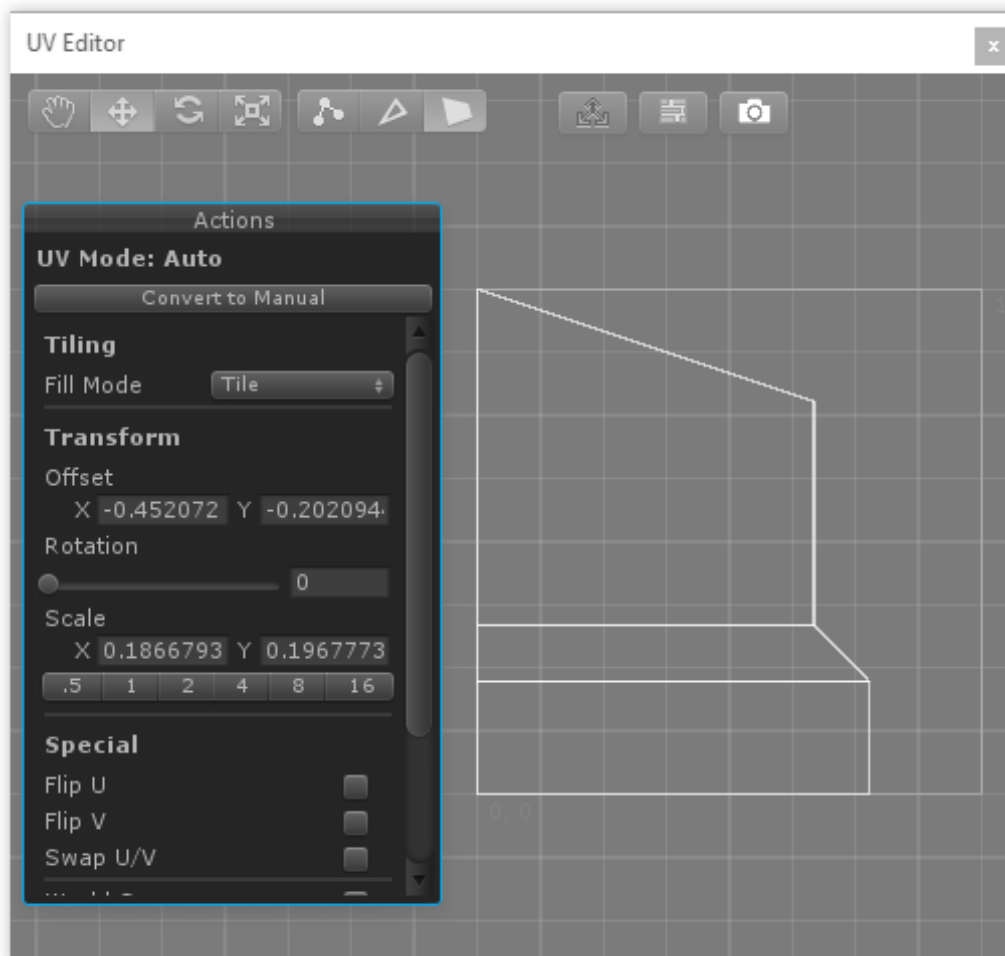 UV Editor
x
Actions
UV Mode: Auto
Convert to Manual
Tiling
Fill Mode Tile
Transform
Offset
X -0.452072 Y -0.202094
Rotation
0
Scale
X 0.1866793 Y 0.1967773
.5 1 2 4 8 16
Special
Flip U
Flip V
Swap U/V
0, 0